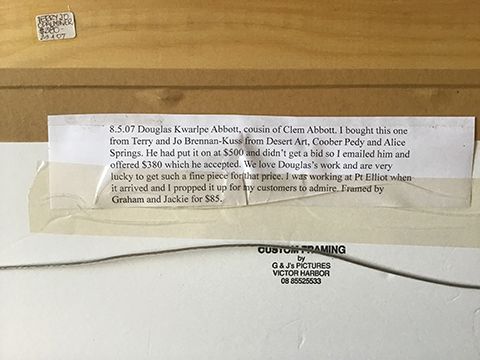 TERRY JO
$380-
8.5.07 Douglas Kwarlpe Abbott, cousin of Clem Abbott. I bought this one
from Terry and Jo Brennan-Kuss from Desert Art, Coober Pedy and Alice
Springs. He had put it on at $500 and didn't get a bid so I emailed him and
offered $380 which he accepted. We love Douglas's work and are very
lucky to get such a fine piece for that price. I was working at Pt Elliot when
it arrived and I propped it up for my customers to admire. Framed by
Graham and Jackie for $85.
CUSTOM FRAMING
by
G & J's PICTURES
VICTOR HARBOR
08 85525533